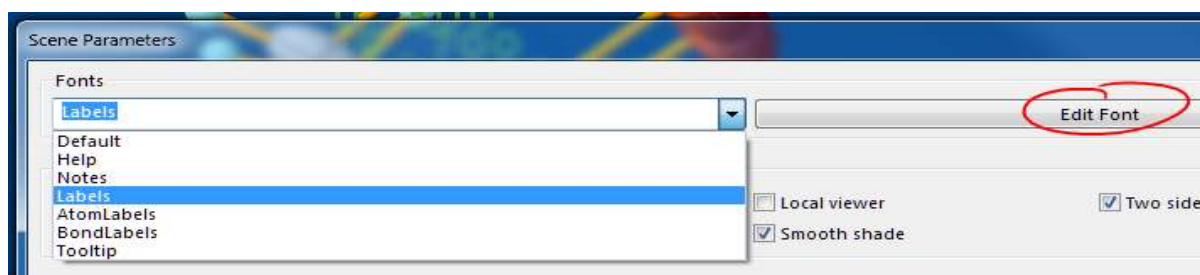 Scene Parameters
Fonts
Labels
Edit Font
Default
Help
Notes
Labels
AtomLabels
BondLabels
Tooltip
Local viewer
Two side
Smooth shade